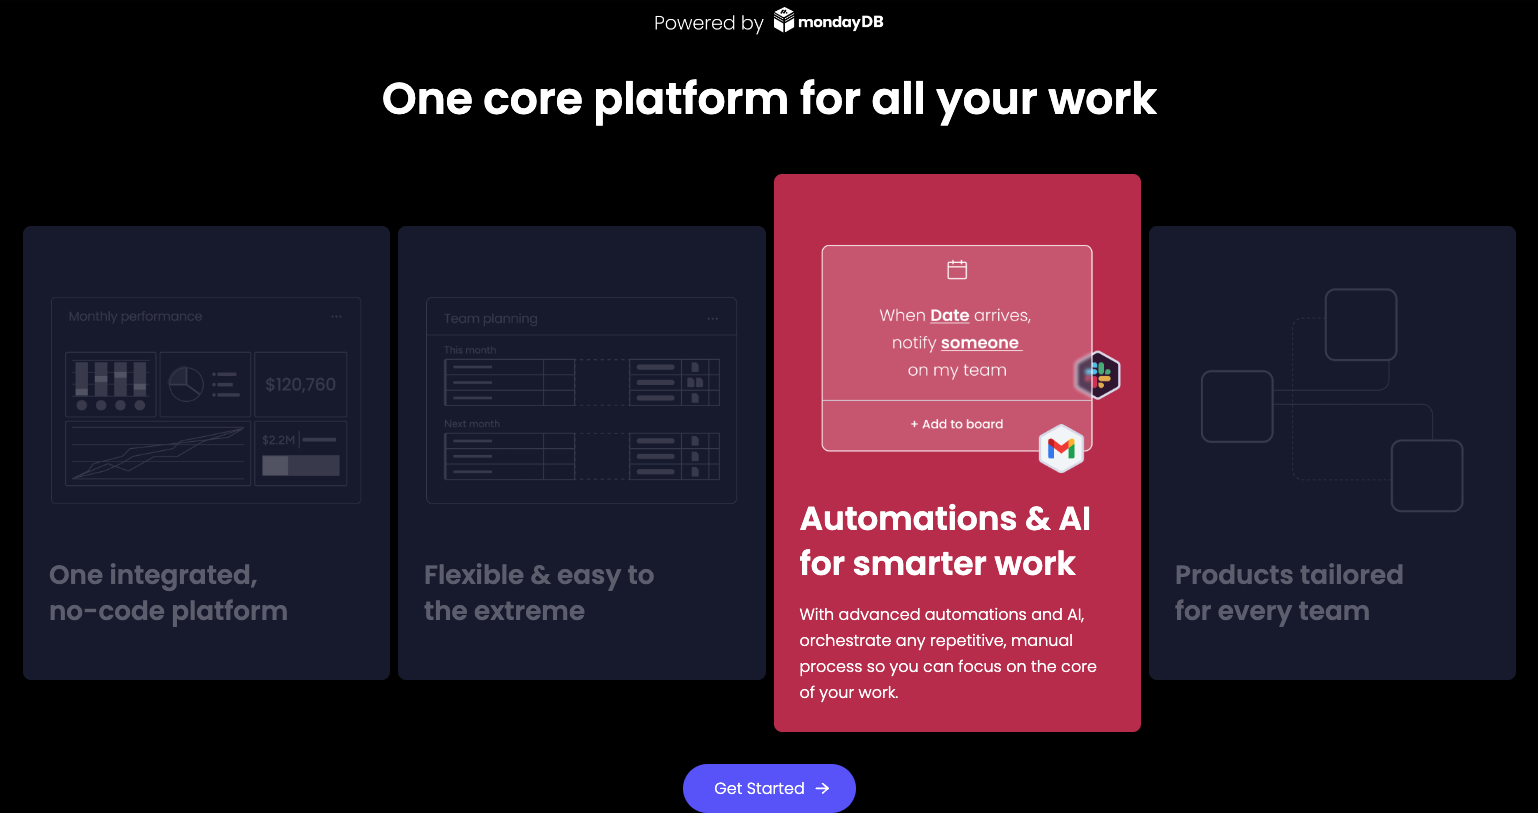 Powered by mondayDB
One core platform for all your work
Monthly performance
$120,760
$2.2M
One integrated,
no-code platform
Team planning
This month
Next month
Flexible & easy to
the extreme
When Date arrives,
notify someone
on my team
+ Add to board
Automations & AI
for smarter work
With advanced automations and AI,
orchestrate any repetitive, manual
process so you can focus on the core
of your work.
Products tailored
for every team
Get Started →